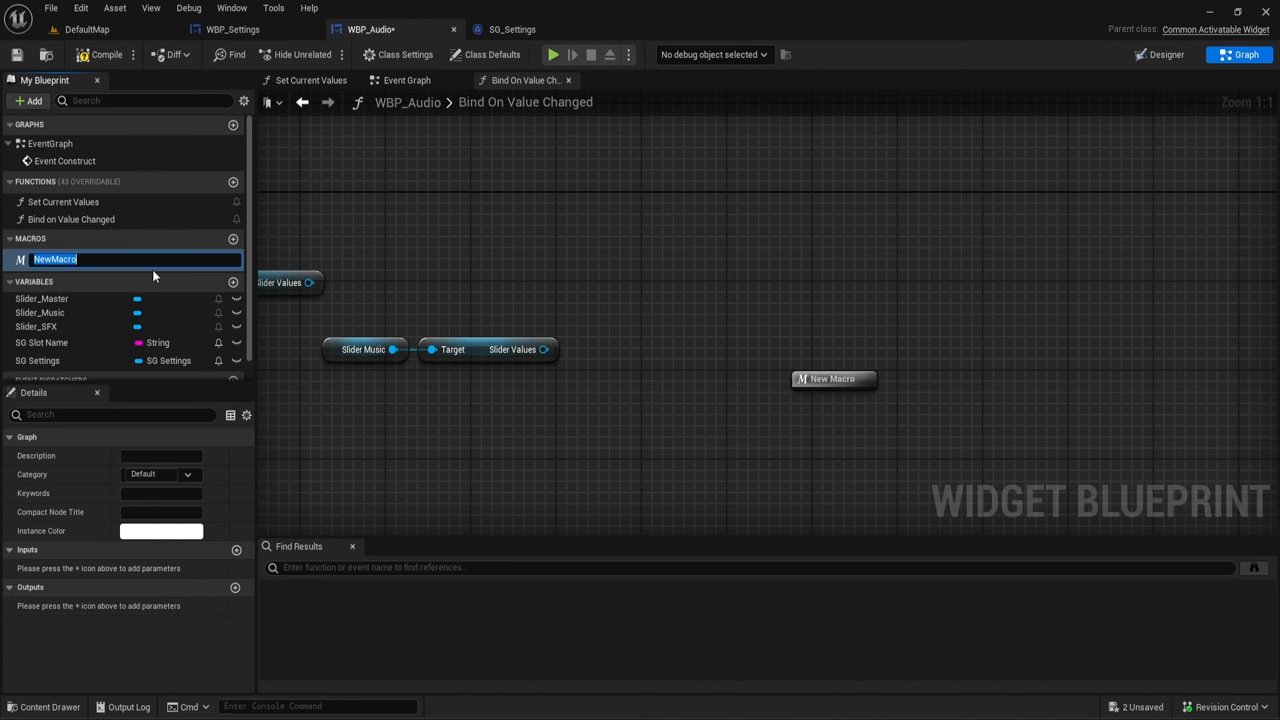 File Edit Asset View Debug Window Tools Help
DefaultMap WBP_Settings WBP_Audio• SG_Settings Parent class: Common Activatable Widget
Compile Diff Find Hide Unrelated Class Settings Class Defaults No debug object selected Designer Graph
My Blueprint Set Current Values Event Graph Bind On Value Ch...
Add Search WBP_Audio > Bind On Value Changed Zoom 1:1
GRAPHS
EventGraph
Event Construct
FUNCTIONS (43 OVERRIDABLE)
Set Current Values
Bind on Value Changed
MACROS
NewMacro
VARIABLES
Slider_Master
Slider_Music
Slider_SFX
SG Slot Name String
SG Settings SG Settings
EVENT DISPATCHERS
Slider Values
Slider Music Target Slider Values
New Macro
WIDGET BLUEPRINT
Details
Search
Graph
Description
Category Default
Keywords
Compact Node Title
Instance Color
Inputs
Please press the + icon above to add parameters
Outputs
Please press the + icon above to add parameters
Find Results
Enter function or event name to find references...
Content Drawer Output Log Cmd Enter Console Command 2 Unsaved Revision Control